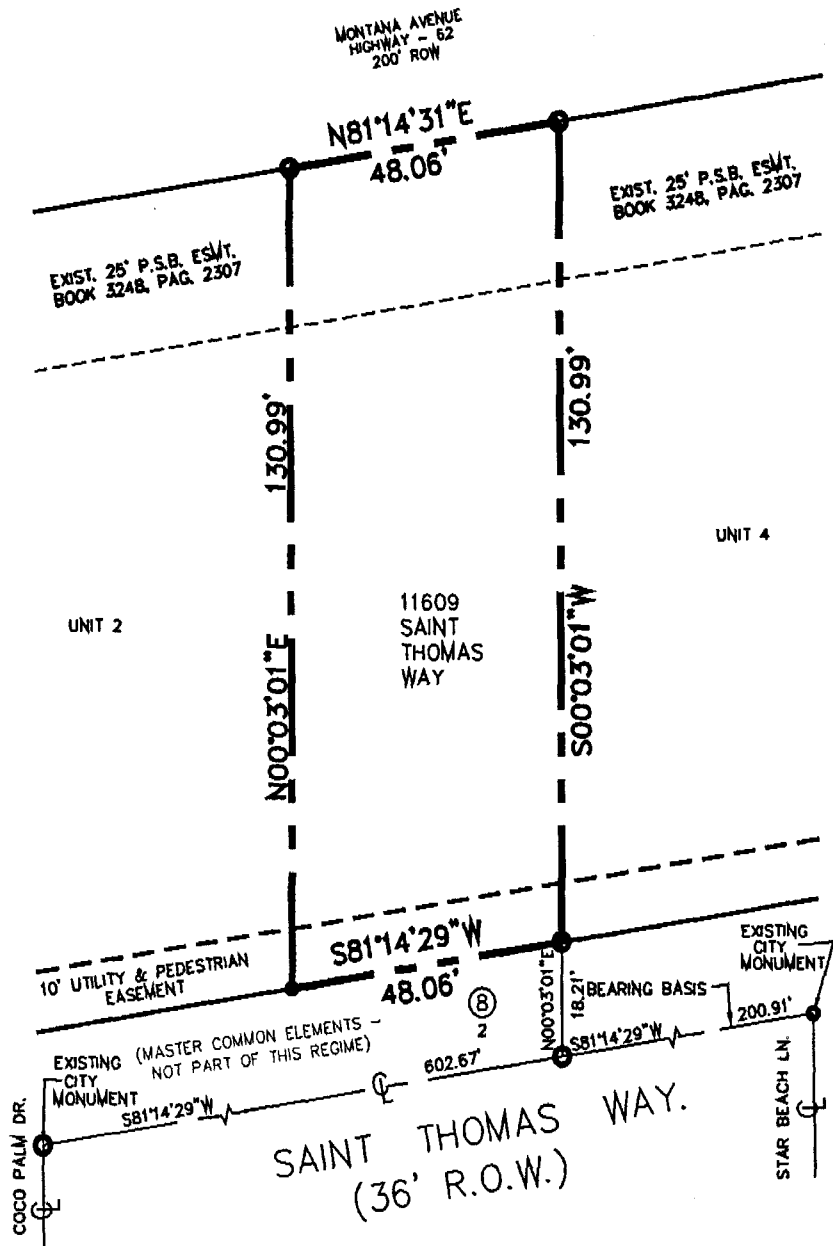 MONTANA AVENUE
HIGHWAY - 62
200' ROW
N81°14'31"E
48.06'
EXIST. 25' P.S.B. ESMT.
BOOK 3248, PAG. 2307
EXIST. 25' P.S.B. ESMT.
BOOK 3248, PAG. 2307
130.99'
130.99'
UNIT 4
UNIT 2
11609
SAINT
THOMAS
WAY
N00°03'01"E
S00°03'01"W
S81°14'29"W
48.06'
10' UTILITY & PEDESTRIAN
EASEMENT
8
2
N00°03'01"E
18.21'
EXISTING
CITY
MONUMENT
BEARING BASIS
200.91'
S81°14'29"W
(MASTER COMMON ELEMENTS -
NOT PART OF THIS REGIME)
EXISTING
CITY
MONUMENT
602.67'
S81°14'29"W
CL
SAINT THOMAS WAY.
(36' R.O.W.)
COCO PALM DR.
CL
STAR BEACH LN.
CL